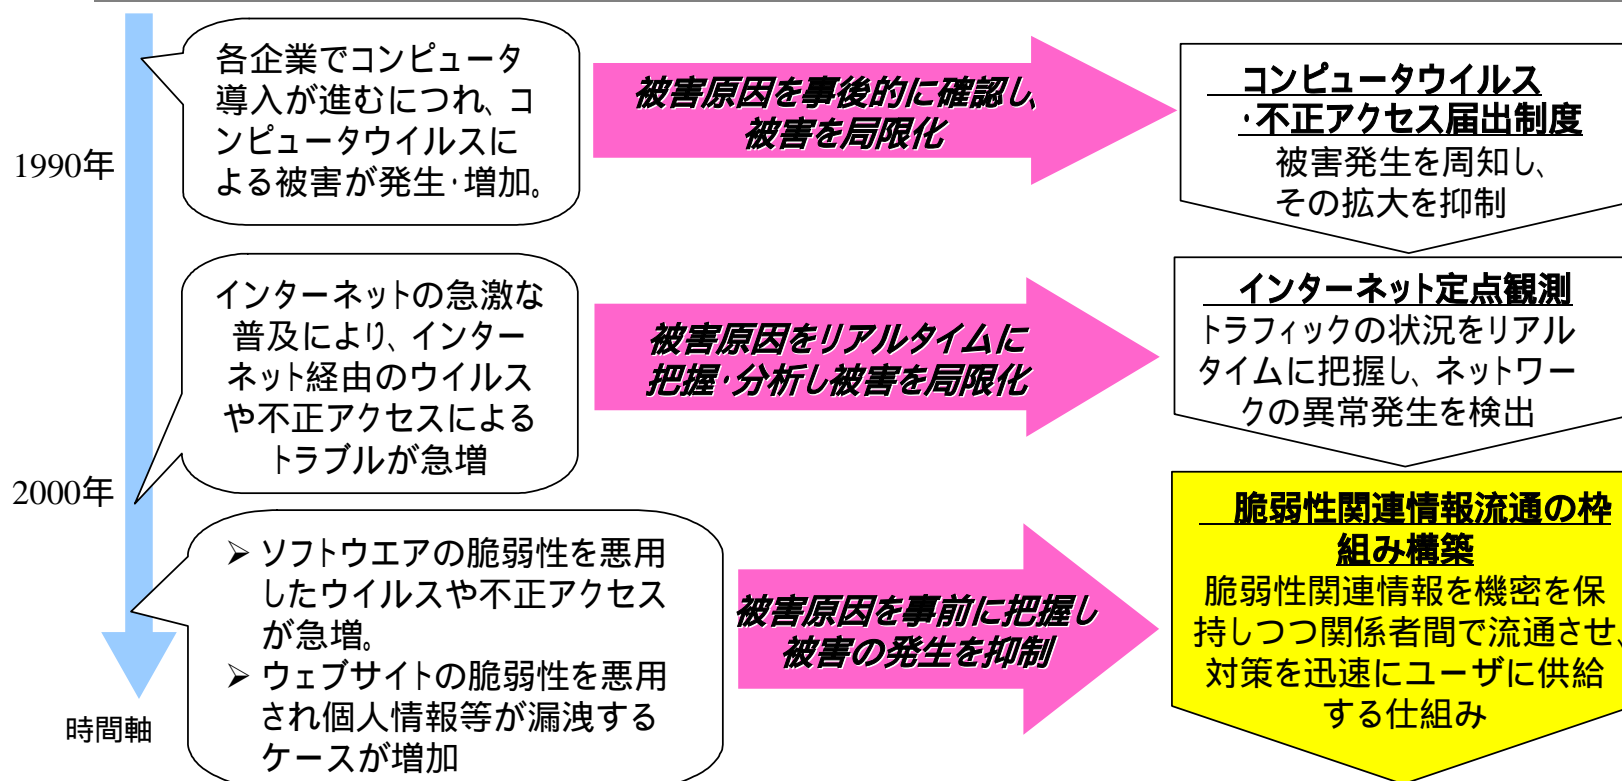 各企業でコンピュータ
導入が進むにつれ、コ
ンピュータウイルスに
よる被害が発生・増加。
被害原因を事後的に確認し、
被害を局限化
コンピュータウイルス
・不正アクセス届出制度
被害発生を周知し、
その拡大を抑制
1990年
インターネットの急激な
普及により、インター
ネット経由のウイルス
や不正アクセスによる
トラブルが急増
被害原因をリアルタイムに
把握・分析し被害を局限化
インターネット定点観測
トラフィックの状況をリアル
タイムに把握し、ネットワー
クの異常発生を検出
2000年
➢ ソフトウエアの脆弱性を悪用
したウイルスや不正アクセス
が急増。
➢ ウェブサイトの脆弱性を悪用
され個人情報等が漏洩する
ケースが増加
被害原因を事前に把握し
被害の発生を抑制
脆弱性関連情報流通の枠
組み構築
脆弱性関連情報を機密を保
持しつつ関係者間で流通させ、
対策を迅速にユーザに供給
する仕組み
時間軸